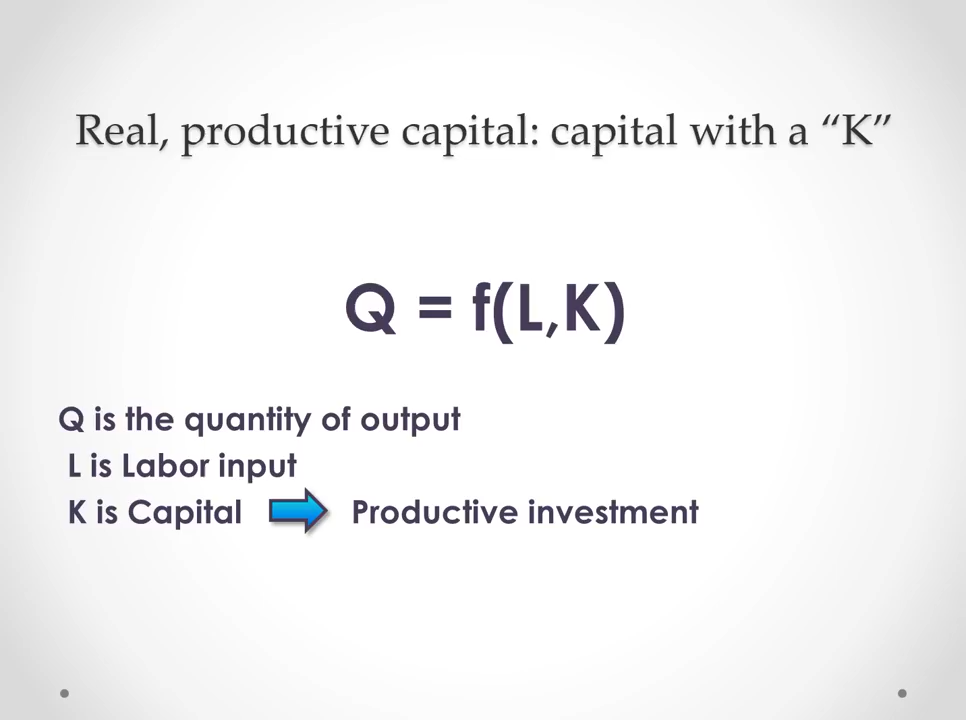 Real, productive capital: capital with a “K”
Q = f(L,K)
Q is the quantity of output
L is Labor input
K is Capital Productive investment